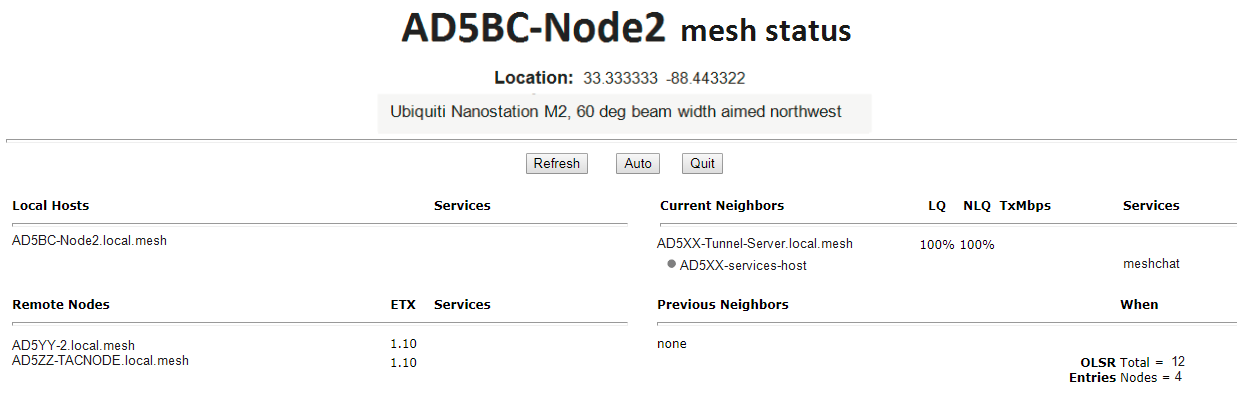 AD5BC-Node2 mesh status
Location: 33.333333 -88.443322
Ubiquiti Nanostation M2, 60 deg beam width aimed northwest
Refresh Auto Quit
Local Hosts Services
AD5BC-Node2.local.mesh
Current Neighbors LQ NLQ TxMbps Services
AD5XX-Tunnel-Server.local.mesh 100% 100%
AD5XX-services-host meshchat
Remote Nodes ETX Services
AD5YY-2.local.mesh 1.10
AD5ZZ-TACNODE.local.mesh 1.10
Previous Neighbors When
none
OLSR Total = 12
Entries Nodes = 4